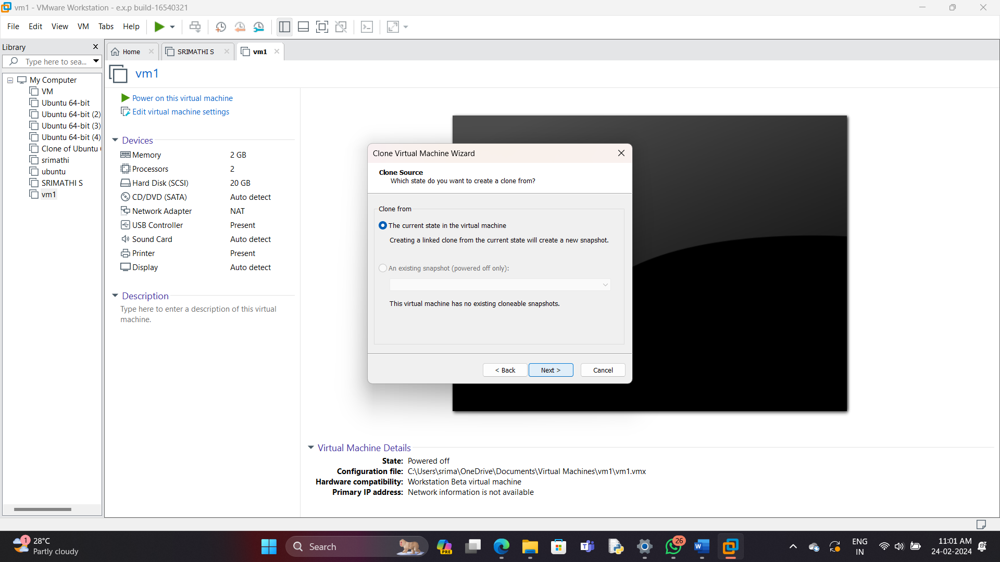 vm1 - VMware Workstation - e.x.p build-16540321
File Edit View VM Tabs Help
Library
Type here to sea...
My Computer
VM
Ubuntu 64-bit
Ubuntu 64-bit (2)
Ubuntu 64-bit (3)
Ubuntu 64-bit (4)
Clone of Ubuntu
srimathi
ubuntu
SRIMATHI S
vm1
Home
SRIMATHI S
vm1
vm1
Power on this virtual machine
Edit virtual machine settings
Devices
Memory 2 GB
Processors 2
Hard Disk (SCSI) 20 GB
CD/DVD (SATA) Auto detect
Network Adapter NAT
USB Controller Present
Sound Card Auto detect
Printer Present
Display Auto detect
Description
Type here to enter a description of this virtual
machine.
Clone Virtual Machine Wizard
Clone Source
Which state do you want to create a clone from?
Clone from
The current state in the virtual machine
Creating a linked clone from the current state will create a new snapshot.
An existing snapshot (powered off only):
This virtual machine has no existing cloneable snapshots.
< Back Next > Cancel
Virtual Machine Details
State: Powered off
Configuration file: C:\Users\srima\OneDrive\Documents\Virtual Machines\vm1\vm1.vmx
Hardware compatibility: Workstation Beta virtual machine
Primary IP address: Network information is not available
1
28°C
Partly cloudy
Search
PRE
26
ENG
IN
11:01 AM
24-02-2024